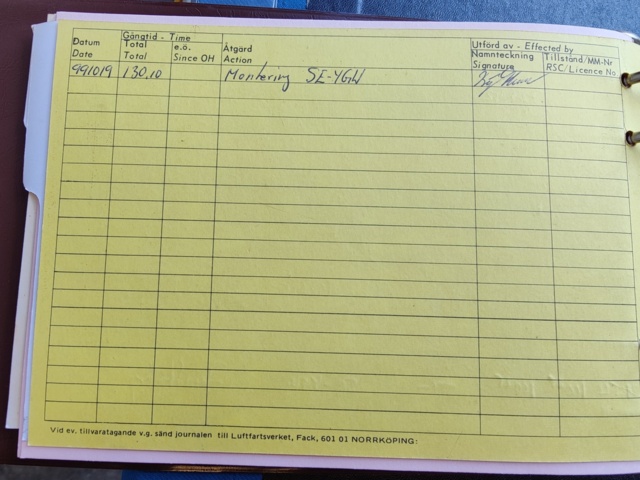 Gångtid - Time
Utförd av - Effected by
Datum Total e.ö. Åtgärd Namnteckning Tillstånd/MM-Nr
Date Total Since OH Action Signature RSC/Licence No
991019 130,10 Montering SE-YGW
Vid ev. tillvaratagande v.g. sänd journalen till Luftfartsverket, Fack, 601 01 NORRKÖPING: